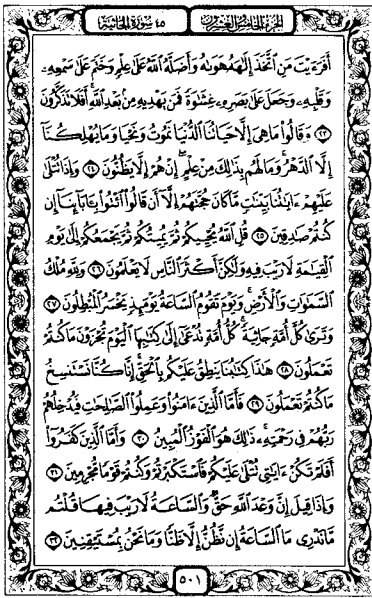 الجزء الخامس والعشرون ٤٥ سورة الجاثية
أَفَرَءَيْتَ مَنِ ٱتَّخَذَ إِلَٰهَهُۥ هَوَىٰهُ وَأَضَلَّهُ ٱللَّهُ عَلَىٰ عِلْمٍ وَخَتَمَ عَلَىٰ سَمْعِهِۦ
وَقَلْبِهِۦ وَجَعَلَ عَلَىٰ بَصَرِهِۦ غِشَٰوَةً فَمَن يَهْدِيهِ مِنۢ بَعْدِ ٱللَّهِ ۚ أَفَلَا تَذَكَّرُونَ
٢٣ وَقَالُوا۟ مَا هِىَ إِلَّا حَيَاتُنَا ٱلدُّنْيَا نَمُوتُ وَنَحْيَا وَمَا يُهْلِكُنَآ
إِلَّا ٱلدَّهْرُ ۚ وَمَا لَهُم بِذَٰلِكَ مِنْ عِلْمٍ ۖ إِنْ هُمْ إِلَّا يَظُنُّونَ ٢٤ وَإِذَا تُتْلَىٰ
عَلَيْهِمْ ءَايَٰتُنَا بَيِّنَٰتٍ مَّا كَانَ حُجَّتَهُمْ إِلَّآ أَن قَالُوا۟ ٱئْتُوا۟ بِـَٔابَآئِنَآ إِن
كُنتُمْ صَٰدِقِينَ ٢٥ قُلِ ٱللَّهُ يُحْيِيكُمْ ثُمَّ يُمِيتُكُمْ ثُمَّ يَجْمَعُكُمْ إِلَىٰ يَوْمِ
ٱلْقِيَٰمَةِ لَا رَيْبَ فِيهِ وَلَٰكِنَّ أَكْثَرَ ٱلنَّاسِ لَا يَعْلَمُونَ ٢٦ وَلِلَّهِ مُلْكُ
ٱلسَّمَٰوَٰتِ وَٱلْأَرْضِ ۚ وَيَوْمَ تَقُومُ ٱلسَّاعَةُ يَوْمَئِذٍ يَخْسَرُ ٱلْمُبْطِلُونَ ٢٧
وَتَرَىٰ كُلَّ أُمَّةٍ جَاثِيَةً ۚ كُلُّ أُمَّةٍ تُدْعَىٰٓ إِلَىٰ كِتَٰبِهَا ٱلْيَوْمَ تُجْزَوْنَ مَا كُنتُمْ
تَعْمَلُونَ ٢٨ هَٰذَا كِتَٰبُنَا يَنطِقُ عَلَيْكُم بِٱلْحَقِّ ۚ إِنَّا كُنَّا نَسْتَنسِخُ
مَا كُنتُمْ تَعْمَلُونَ ٢٩ فَأَمَّا ٱلَّذِينَ ءَامَنُوا۟ وَعَمِلُوا۟ ٱلصَّٰلِحَٰتِ فَيُدْخِلُهُمْ
رَبُّهُمْ فِى رَحْمَتِهِۦ ۚ ذَٰلِكَ هُوَ ٱلْفَوْزُ ٱلْمُبِينُ ٣٠ وَأَمَّا ٱلَّذِينَ كَفَرُوٓا۟
أَفَلَمْ تَكُنْ ءَايَٰتِى تُتْلَىٰ عَلَيْكُمْ فَٱسْتَكْبَرْتُمْ وَكُنتُمْ قَوْمًا مُّجْرِمِينَ ٣١
وَإِذَا قِيلَ إِنَّ وَعْدَ ٱللَّهِ حَقٌّ وَٱلسَّاعَةُ لَا رَيْبَ فِيهَا قُلْتُم
مَّا نَدْرِى مَا ٱلسَّاعَةُ إِن نَّظُنُّ إِلَّا ظَنًّا وَمَا نَحْنُ بِمُسْتَيْقِنِينَ ٣٢
٥٠١